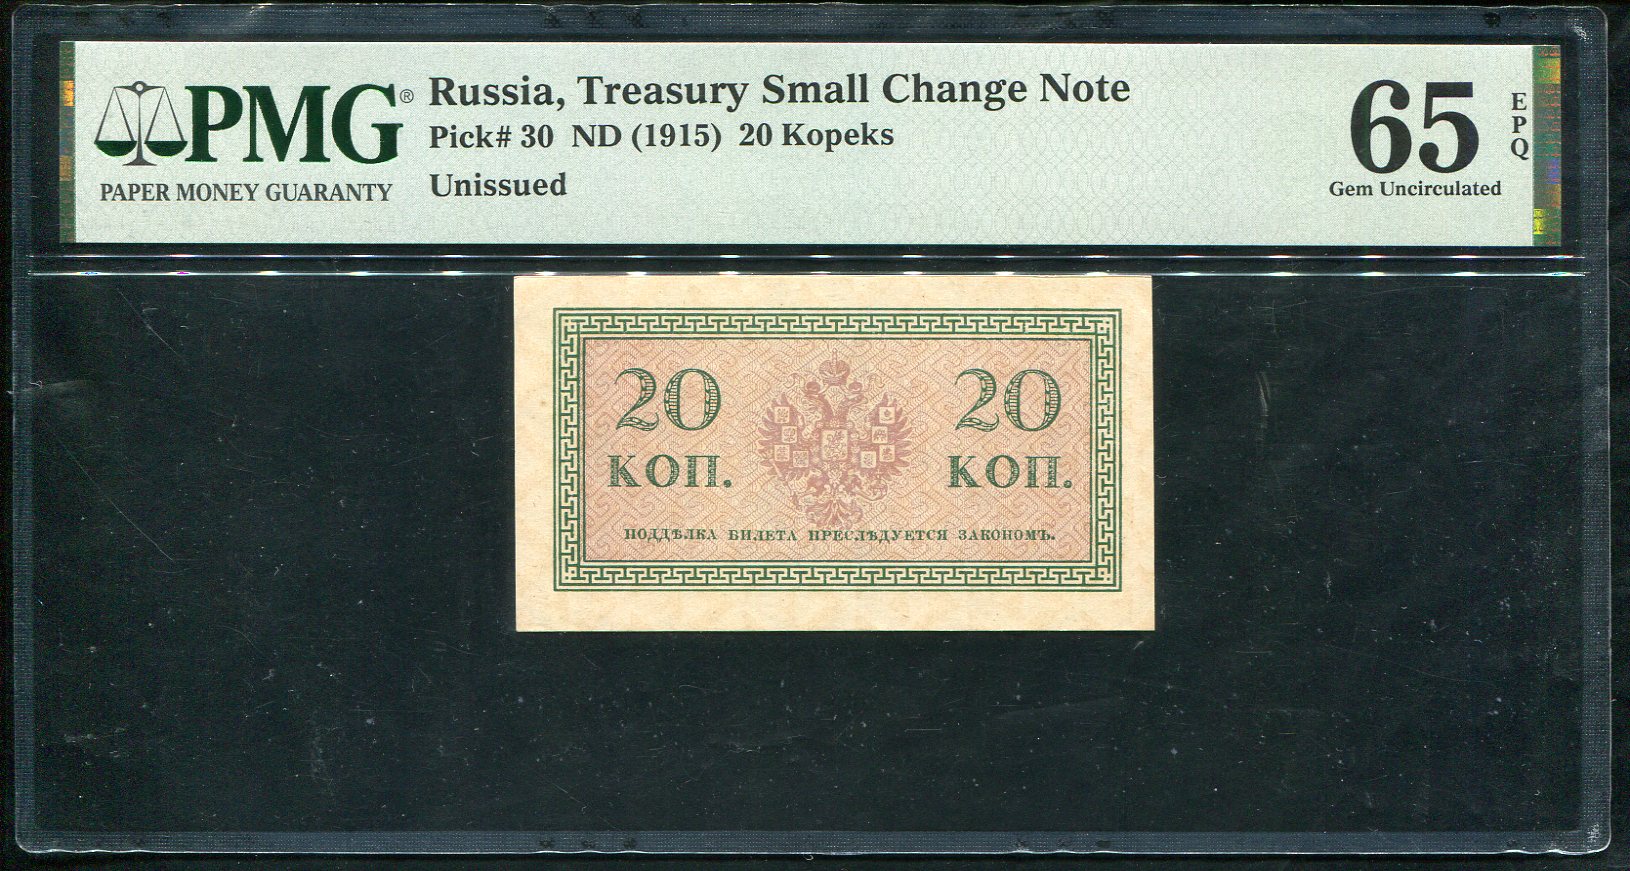 PMG®
PAPER MONEY GUARANTY
Russia, Treasury Small Change Note
Pick# 30 ND (1915) 20 Kopeks
Unissued
65
EPQ
Gem Uncirculated
20 20
КОП. КОП.
ПОДДѢЛКА БИЛЕТА ПРЕСЛѢДУЕТСЯ ЗАКОНОМЪ.